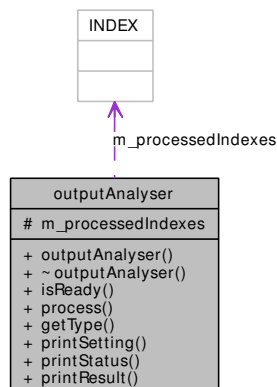 INDEX
m_processedIndexes
outputAnalyser
# m_processedIndexes
+ outputAnalyser()
+ ~outputAnalyser()
+ isReady()
+ process()
+ getType()
+ printSetting()
+ printStatus()
+ printResult()